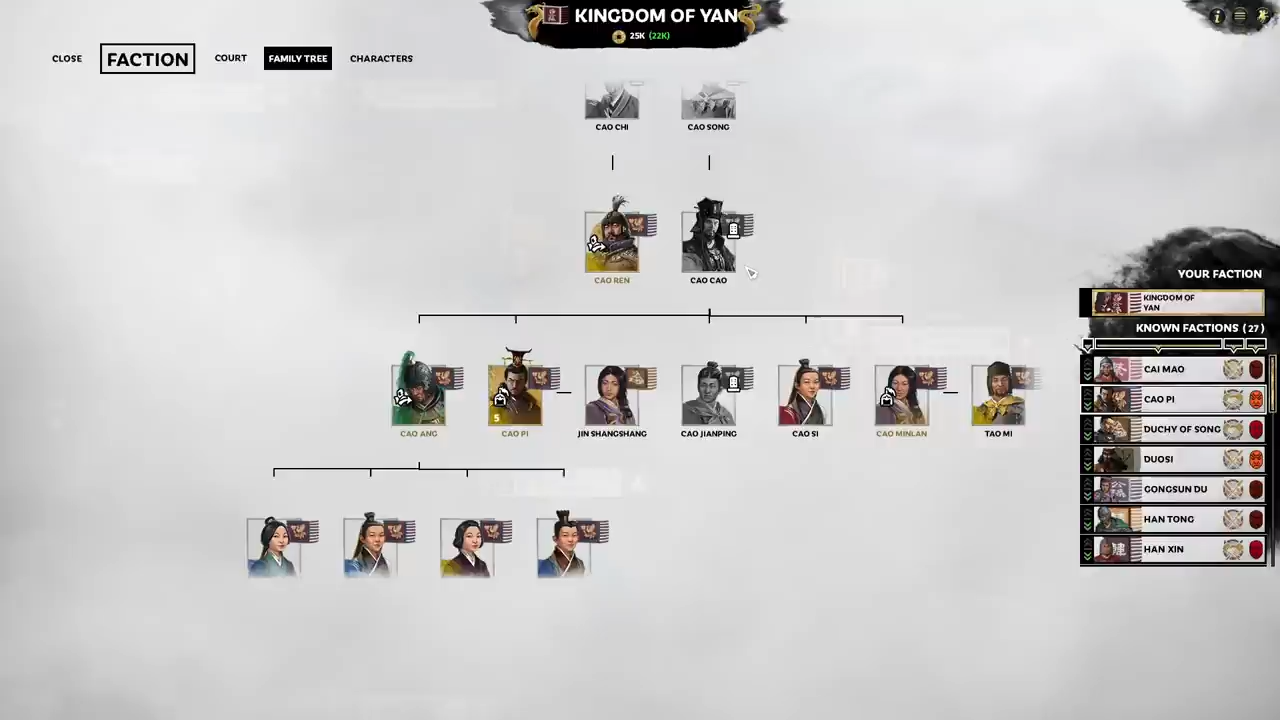 KINGDOM OF YAN
25K (22K)
CLOSE
FACTION
COURT
FAMILY TREE
CHARACTERS
CAO CHI
CAO SONG
CAO REN
CAO CAO
CAO ANG
5
CAO PI
JIN SHANGSHANG
CAO JIANPING
CAO SI
CAO MINLAN
TAO MI
YOUR FACTION
KINGDOM OF
YAN
KNOWN FACTIONS (27)
CAI MAO
CAO PI
DUCHY OF SONG
DUOSI
GONGSUN DU
HAN TONG
HAN XIN